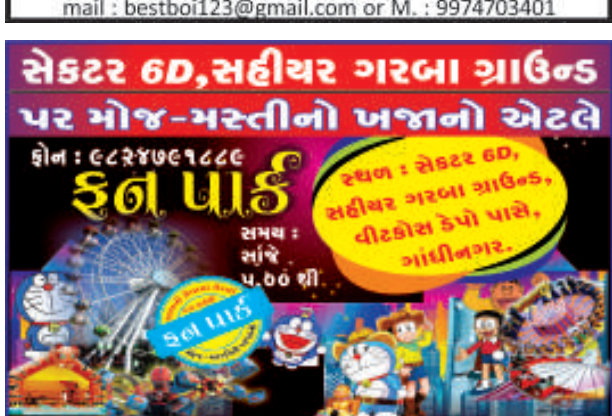 mail : bestboi123@gmail.com or M. : 9974703401
સેક્ટર 6D,સહીયર ગરબા ગ્રાઉન્ડ
પર મોજ-મસ્તીનો ખજાનો એટલે
ફોન : ૯૮૨૪૭૯૧૮૮૯
ફન પાર્ક
સમય :
સાંજે
૫.૦૦ થી
સ્થળ : સેકટર 6D,
સહીયર ગરબા ગ્રાઉન્ડ,
વીટકોસ ડેપો પાસે,
ગાંધીનગર.
ફન પાર્ક